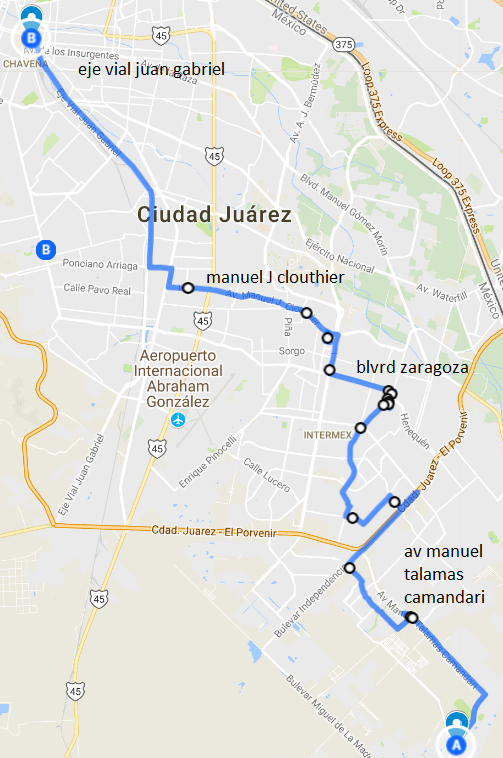 B
Av de los Insurgentes
CHAVEÑA
eje vial juan gabriel
Eje Vial Juan Gabriel
45
United States
México
375
Loop 375 Express
Av. A. J. Bermúdez
Blvd. Manuel Gómez Morín
Loop 375 Express
Ciudad Juárez
B
Ponciano Arriaga
Calle Pavo Real
Ejército Nacional
Av. Waterfill
México
manuel J clouthier
Av. Manuel J. Clouthier
45
Piña
Sorgo
Aeropuerto
Internacional
Abraham
González
blvrd zaragoza
Henequén
INTERMEX
Enrique Pinocelli
Calle Lucero
Eje Vial Juan Gabriel
45
Cdad. Juarez - El Porvenir
Cdad. Juarez - El Porvenir
av manuel
talamas
camandari
Bulevar Independencia
Av Manuel Talamas Camandari
45
45
Bulevar Miguel de La Mad
A